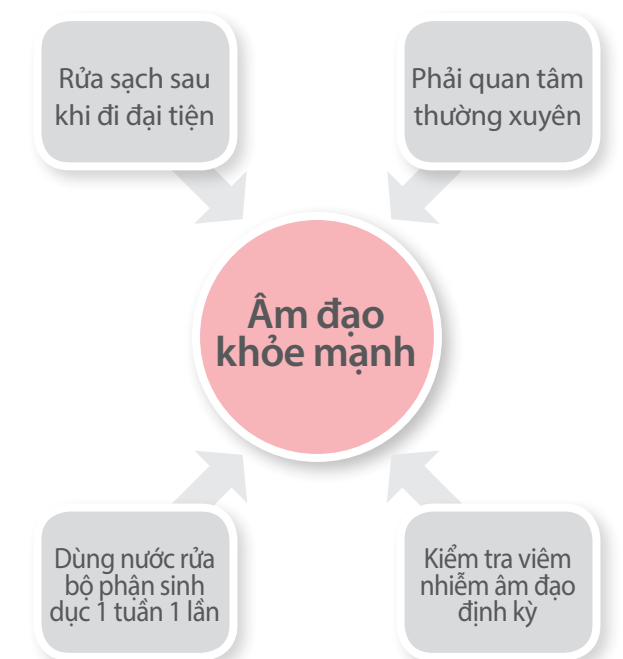 Rửa sạch sau
khi đi đại tiện
Phải quan tâm
thường xuyên
Âm đạo
khỏe mạnh
Dùng nước rửa
bộ phận sinh
dục 1 tuần 1 lần
Kiểm tra viêm
nhiễm âm đạo
định kỳ